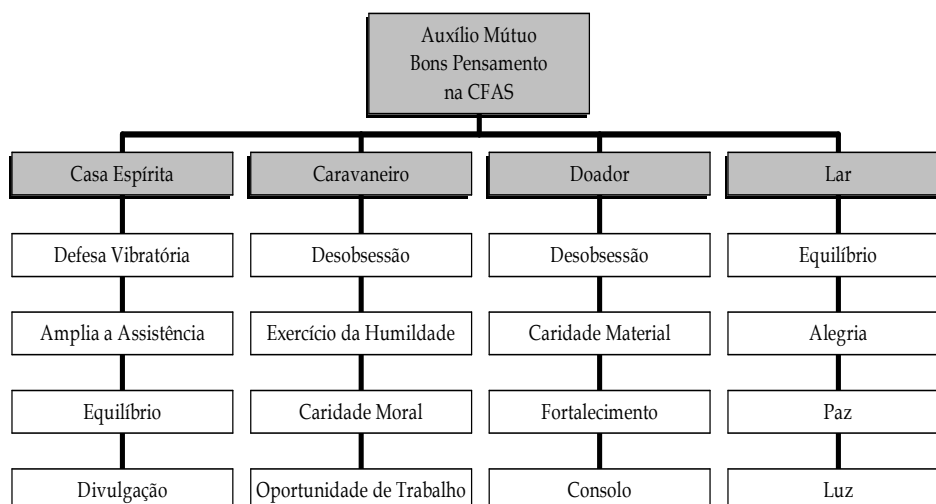 Auxílio Mútuo
Bons Pensamento
na CFAS
Casa Espírita
Caravaneiro
Doador
Lar
Defesa Vibratória
Desobsessão
Desobsessão
Equilíbrio
Amplia a Assistência
Exercício da Humildade
Caridade Material
Alegria
Equilíbrio
Caridade Moral
Fortalecimento
Paz
Divulgação
Oportunidade de Trabalho
Consolo
Luz